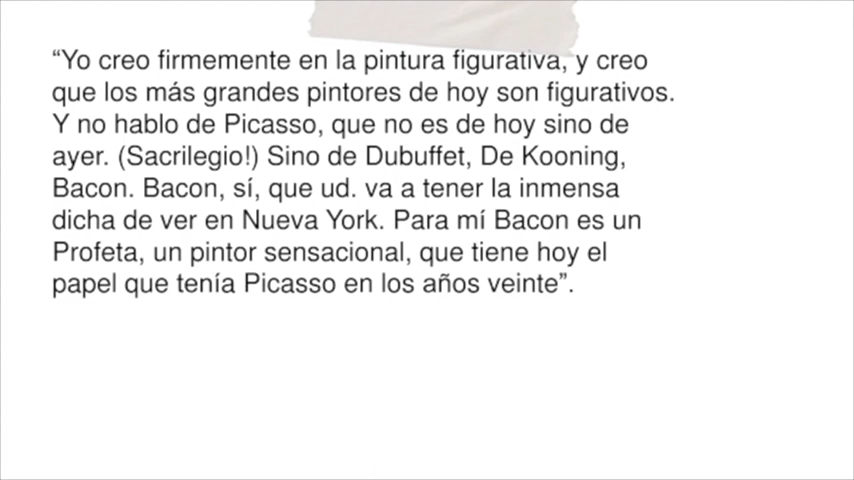 “Yo creo firmemente en la pintura figurativa, y creo
que los más grandes pintores de hoy son figurativos.
Y no hablo de Picasso, que no es de hoy sino de
ayer. (Sacrilegio!) Sino de Dubuffet, De Kooning,
Bacon. Bacon, sí, que ud. va a tener la inmensa
dicha de ver en Nueva York. Para mí Bacon es un
Profeta, un pintor sensacional, que tiene hoy el
papel que tenía Picasso en los años veinte”.